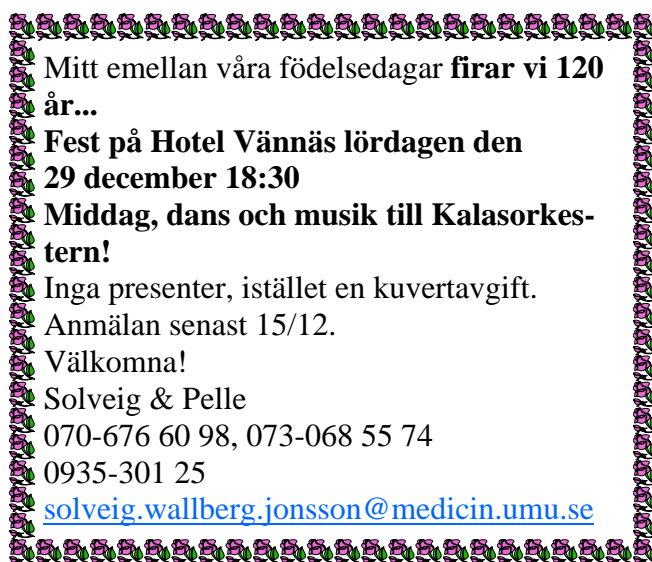 Mitt emellan våra födelsedagar firar vi 120
år...
Fest på Hotel Vännäs lördagen den
29 december 18:30
Middag, dans och musik till Kalasorkes-
tern!
Inga presenter, istället en kuvertavgift.
Anmälan senast 15/12.
Välkomna!
Solveig & Pelle
070-676 60 98, 073-068 55 74
0935-301 25
solveig.wallberg.jonsson@medicin.umu.se